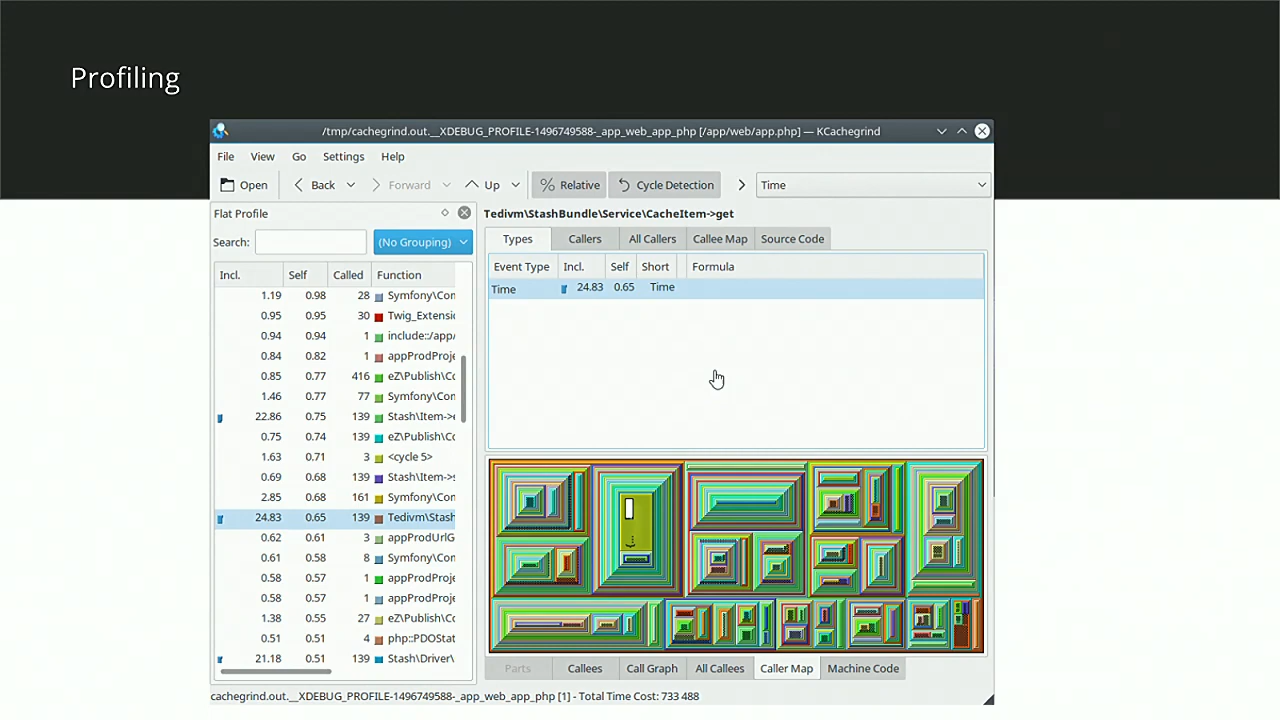 Profiling
/tmp/cachegrind.out.__XDEBUG_PROFILE-1496749588-_app_web_app_php [/app/web/app.php] — KCachegrind
File View Go Settings Help
Open Back Forward Up % Relative Cycle Detection Time
Flat Profile
Tedivm\StashBundle\Service\CacheItem->get
Search: (No Grouping)
Types Callers All Callers Callee Map Source Code
Incl. Self Called Function
Event Type Incl. Self Short Formula
Time 24.83 0.65 Time
1.19 0.98 28 Symfony\Con
0.95 0.95 30 Twig_Extensi
0.94 0.94 1 include::/app/
0.84 0.82 1 appProdProje
0.85 0.77 416 eZ\Publish\Co
1.46 0.77 77 Symfony\Con
22.86 0.75 139 Stash\Item->
0.75 0.74 139 eZ\Publish\Co
1.63 0.71 3 <cycle 5>
0.69 0.68 139 Stash\Item->
2.85 0.68 161 Symfony\Con
24.83 0.65 139 Tedivm\Stash
0.62 0.61 3 appProdUrlG
0.61 0.58 8 Symfony\Con
0.58 0.57 1 appProdProje
0.58 0.57 1 appProdProje
1.38 0.55 27 eZ\Publish\Co
0.51 0.51 4 php::PDOStat
21.18 0.51 139 Stash\Driver\
Parts Callees Call Graph All Callees Caller Map Machine Code
cachegrind.out.__XDEBUG_PROFILE-1496749588-_app_web_app_php [1] - Total Time Cost: 733 488